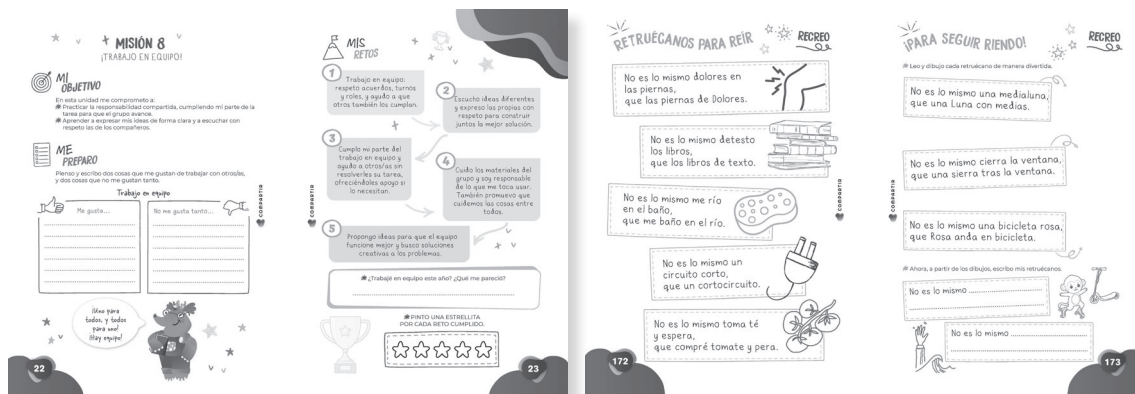 MISIÓN 8
¡TRABAJO EN EQUIPO!
MI
OBJETIVO
En esta unidad me comprometo a:
Practicar la responsabilidad compartida, cumpliendo mi parte de la
tarea para que el grupo avance.
Aprender a expresar mis ideas de forma clara y a escuchar con
respeto las de los compañeros.
ME
PREPARO
Pienso y escribo dos cosas que me gustan de trabajar con otros/as,
y dos cosas que no me gustan tanto.
Trabajo en equipo
Me gusta...
No me gusta tanto...
COMPARTIR
¡Uno para
todos, y todos
para uno!
¡Hay equipo!
22
MIS
RETOS
1
Trabajo en equipo:
respeto acuerdos, turnos
y roles, y ayudo a que
otros también los cumplan.
2
Escucho ideas diferentes
y expreso las propias con
respeto para construir
juntos la mejor solución.
3
Cumplo mi parte del
trabajo en equipo y
ayudo a otros/as sin
resolverles su tarea,
ofreciéndoles apoyo si
lo necesitan.
4
Cuido los materiales del
grupo y soy responsable
de lo que me toca usar.
También promuevo que
cuidemos las cosas entre
todos.
5
Propongo ideas para que el equipo
funcione mejor y busco soluciones
creativas a los problemas.
COMPARTIR
¿Trabajé en equipo este año? ¿Qué me pareció?
PINTO UNA ESTRELLITA
POR CADA RETO CUMPLIDO.
23
RETRUÉCANOS PARA REÍR
RECREO
No es lo mismo dolores en
las piernas,
que las piernas de Dolores.
No es lo mismo detesto
los libros,
que los libros de texto.
No es lo mismo me río
en el baño,
que me baño en el río.
No es lo mismo un
circuito corto,
que un cortocircuito.
No es lo mismo toma té
y espera,
que compré tomate y pera.
COMPARTIR
172
¡PARA SEGUIR RIENDO!
RECREO
Leo y dibujo cada retruécano de manera divertida.
No es lo mismo una medialuna,
que una Luna con medias.
No es lo mismo cierra la ventana,
que una sierra tras la ventana.
No es lo mismo una bicicleta rosa,
que Rosa anda en bicicleta.
COMPARTIR
Ahora, a partir de los dibujos, escribo mis retruécanos.
No es lo mismo
No es lo mismo
173